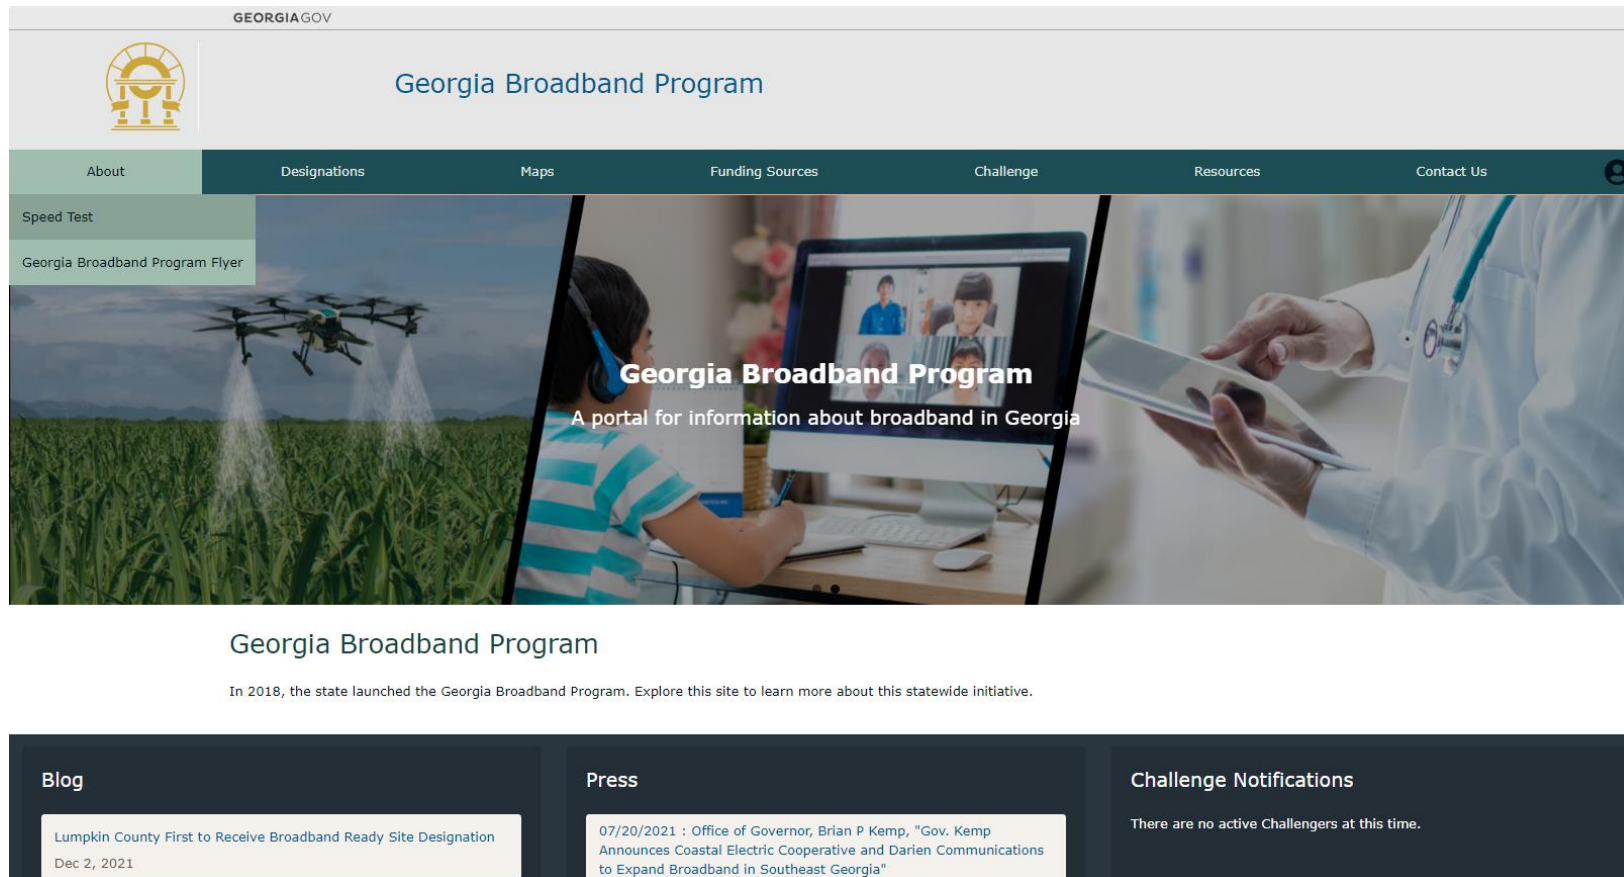 GEORGIAGOV
Georgia Broadband Program
About
Designations
Maps
Funding Sources
Challenge
Resources
Contact Us
Speed Test
Georgia Broadband Program Flyer
Georgia Broadband Program
A portal for information about broadband in Georgia
Georgia Broadband Program
In 2018, the state launched the Georgia Broadband Program. Explore this site to learn more about this statewide initiative.
Blog
Lumpkin County First to Receive Broadband Ready Site Designation
Dec 2, 2021
Press
07/20/2021 : Office of Governor, Brian P Kemp, "Gov. Kemp
Announces Coastal Electric Cooperative and Darien Communications
to Expand Broadband in Southeast Georgia"
Challenge Notifications
There are no active Challengers at this time.